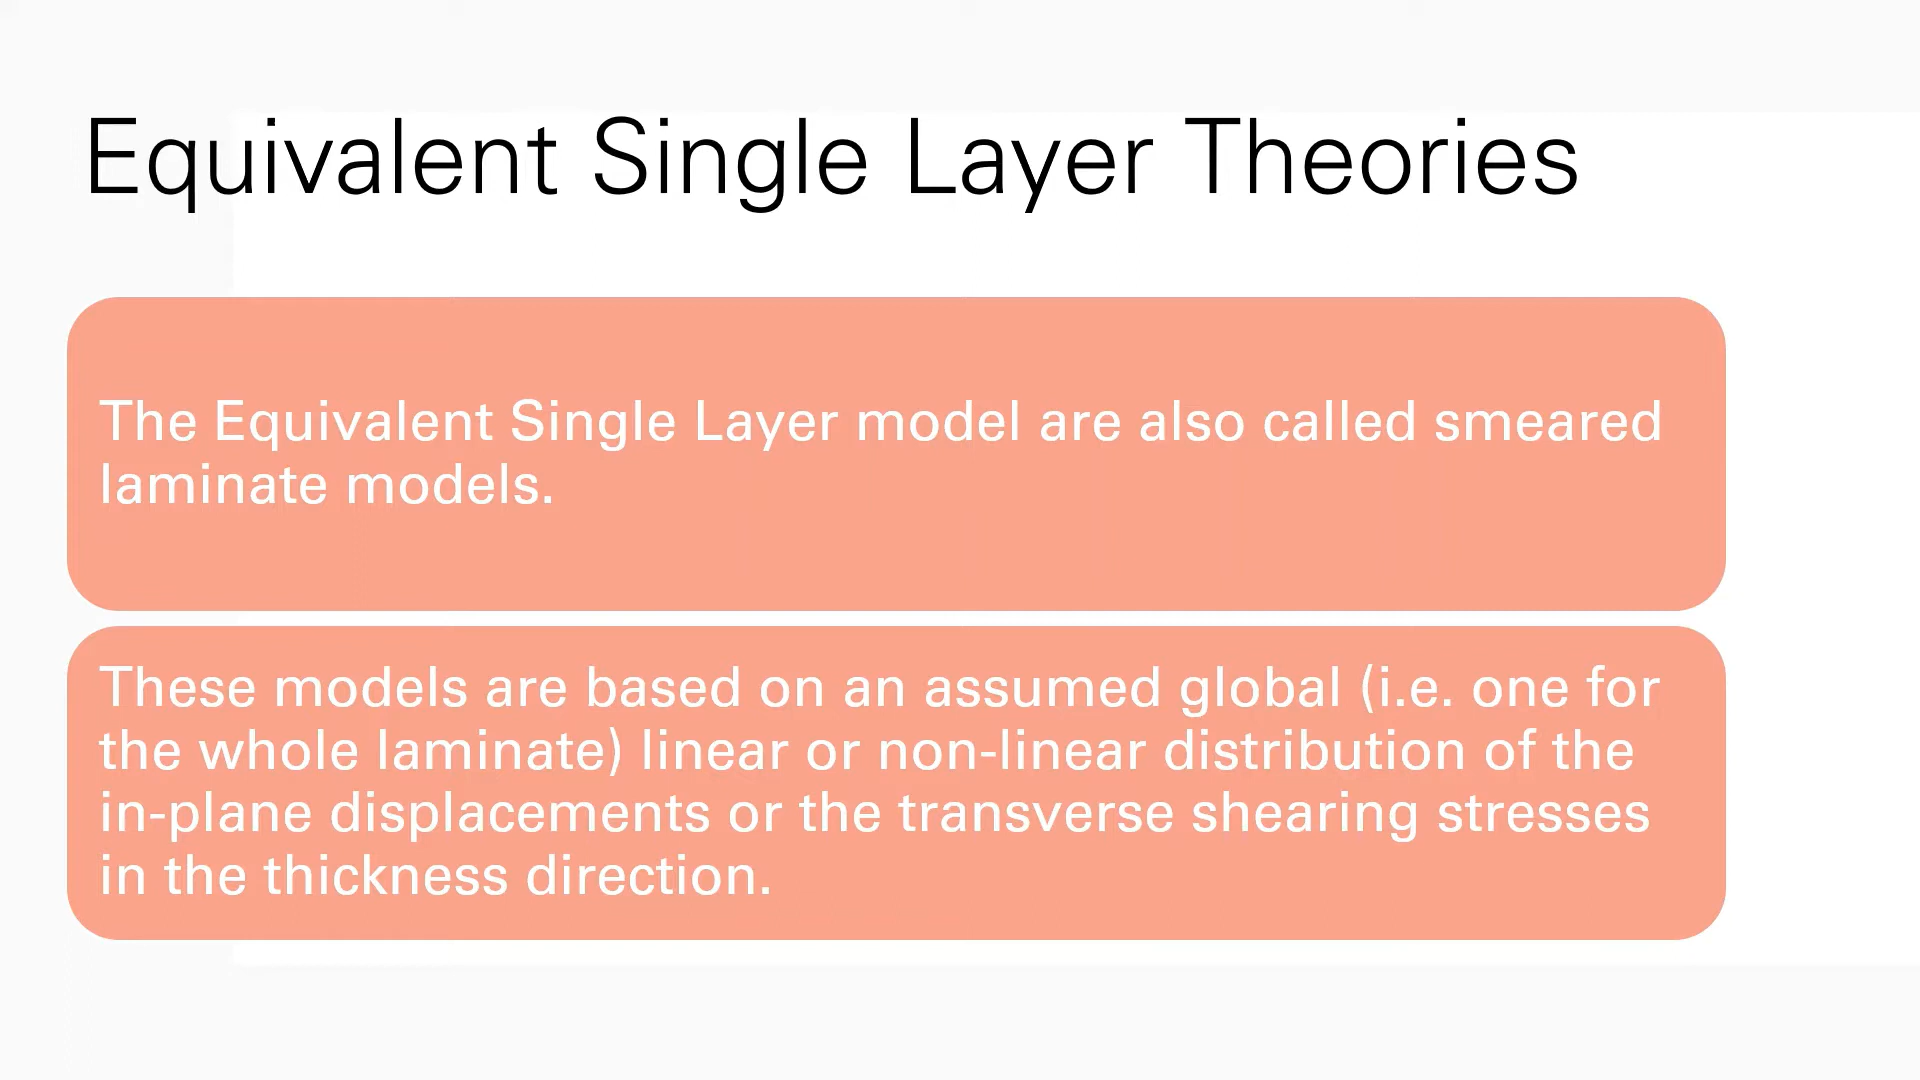 Equivalent Single Layer Theories
The Equivalent Single Layer model are also called smeared
laminate models.
These models are based on an assumed global (i.e. one for
the whole laminate) linear or non-linear distribution of the
in-plane displacements or the transverse shearing stresses
in the thickness direction.